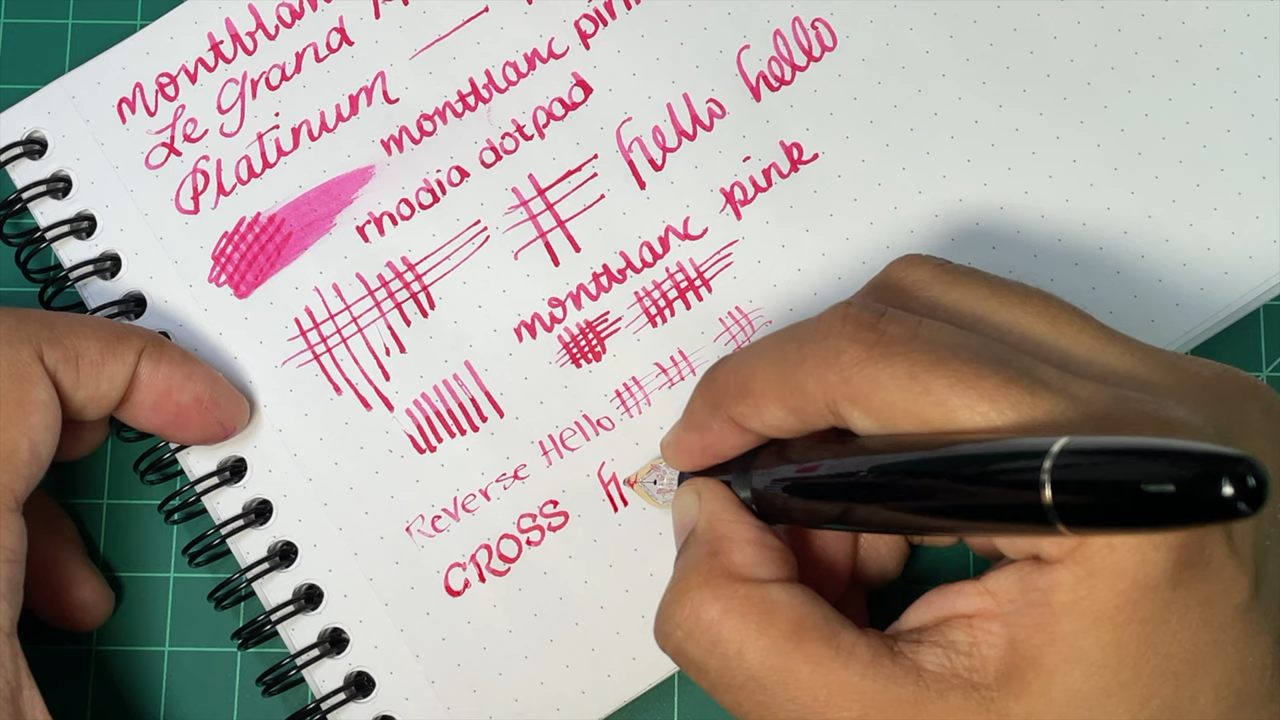 montblanc
Le Grand
Platinum
montblanc pink
rhodia dotpad
hello hello
montblanc pink
Reverse Hello
CROSS h